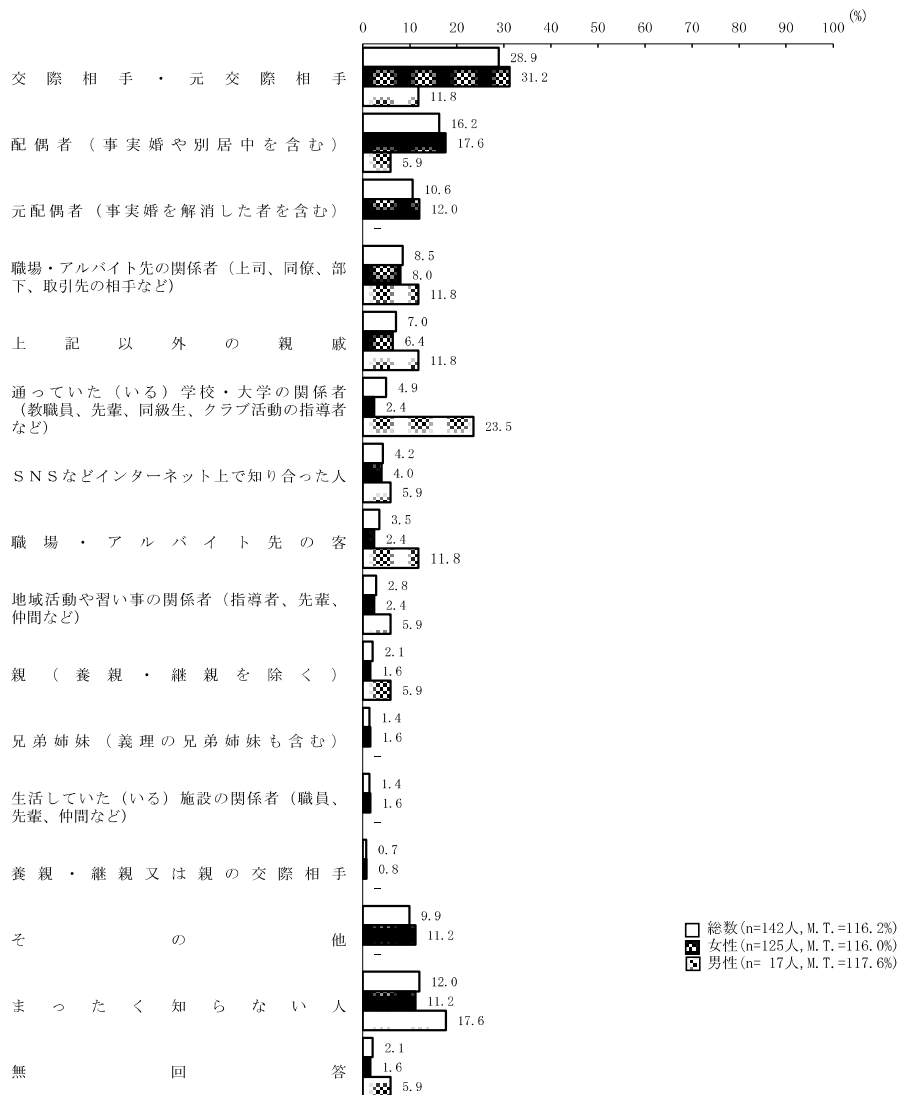 (%)
0 10 20 30 40 50 60 70 80 90 100
交際相手・元交際相手
28.9
31.2
11.8
配偶者(事実婚や別居中を含む)
16.2
17.6
5.9
元配偶者(事実婚を解消した者を含む)
10.6
12.0
-
職場・アルバイト先の関係者(上司、同僚、部
下、取引先の相手など)
8.5
8.0
11.8
上記以外の親戚
7.0
6.4
11.8
通っていた(いる)学校・大学の関係者
(教職員、先輩、同級生、クラブ活動の指導者
など)
4.9
2.4
23.5
SNSなどインターネット上で知り合った人
4.2
4.0
5.9
職場・アルバイト先の客
3.5
2.4
11.8
地域活動や習い事の関係者(指導者、先輩、
仲間など)
2.8
2.4
5.9
親(養親・継親を除く)
2.1
1.6
5.9
兄弟姉妹(義理の兄弟姉妹も含む)
1.4
1.6
-
生活していた(いる)施設の関係者(職員、
先輩、仲間など)
1.4
1.6
-
養親・継親又は親の交際相手
0.7
0.8
-
その他
9.9
11.2
-
まったく知らない人
12.0
11.2
17.6
無回答
2.1
1.6
5.9
総数(n=142人,M.T.=116.2%)
女性(n=125人,M.T.=116.0%)
男性(n= 17人,M.T.=117.6%)